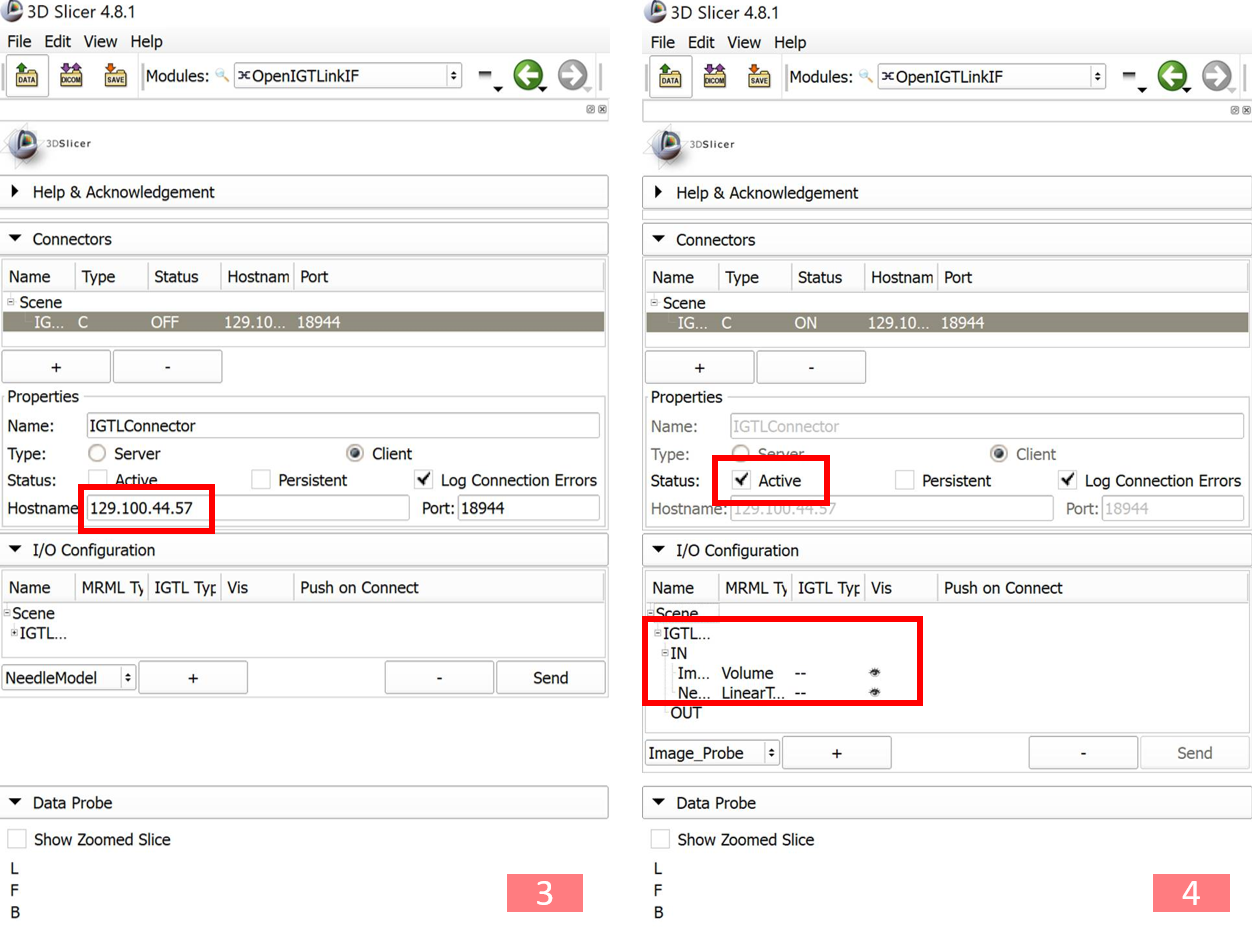 3D Slicer 4.8.1
File Edit View Help
DATA DICOM SAVE Modules: OpenIGTLinkIF
3DSlicer
Help & Acknowledgement
Connectors
Name Type Status Hostnam Port
Scene
IG... C OFF 129.10... 18944
+ -
Properties
Name: IGTLConnector
Type: Server Client
Status: Active Persistent Log Connection Errors
Hostname 129.100.44.57 Port: 18944
I/O Configuration
Name MRML Ty IGTL Typ Vis Push on Connect
Scene
IGTL...
NeedleModel + - Send
Data Probe
Show Zoomed Slice
L
F
B
3
3D Slicer 4.8.1
File Edit View Help
DATA DICOM SAVE Modules: OpenIGTLinkIF
3DSlicer
Help & Acknowledgement
Connectors
Name Type Status Hostnam Port
Scene
IG... C ON 129.10... 18944
+ -
Properties
Name: IGTLConnector
Type: Server Client
Status: Active Persistent Log Connection Errors
Hostname: 129.100.44.57 Port: 18944
I/O Configuration
Name MRML Ty IGTL Typ Vis Push on Connect
Scene
IGTL...
IN
Im... Volume --
Ne... LinearT... --
OUT
Image_Probe + - Send
Data Probe
Show Zoomed Slice
L
F
B
4